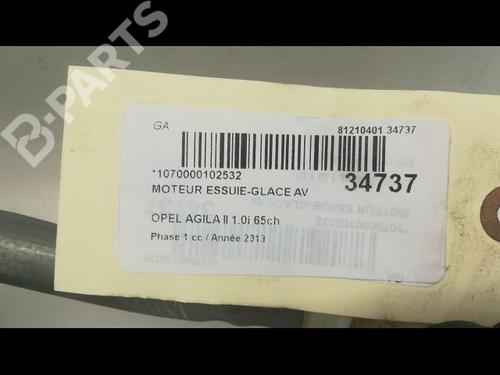 B-PARTS
GA
81210401 34737
*1070000102532
MOTEUR ESSUIE-GLACE AV
34737
OPEL AGILA II 1.0i 65ch
Phase 1 cc / Année 2013